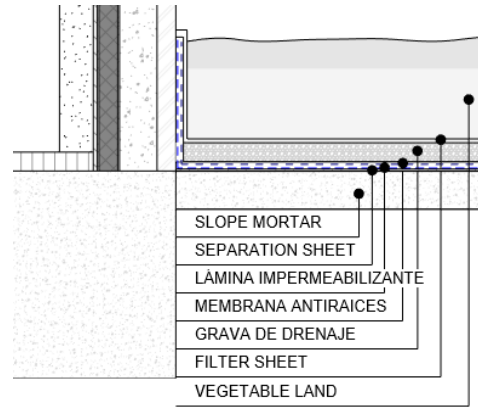 SLOPE MORTAR
SEPARATION SHEET
LÁMINA IMPERMEABILIZANTE
MEMBRANA ANTIRAICES
GRAVA DE DRENAJE
FILTER SHEET
VEGETABLE LAND